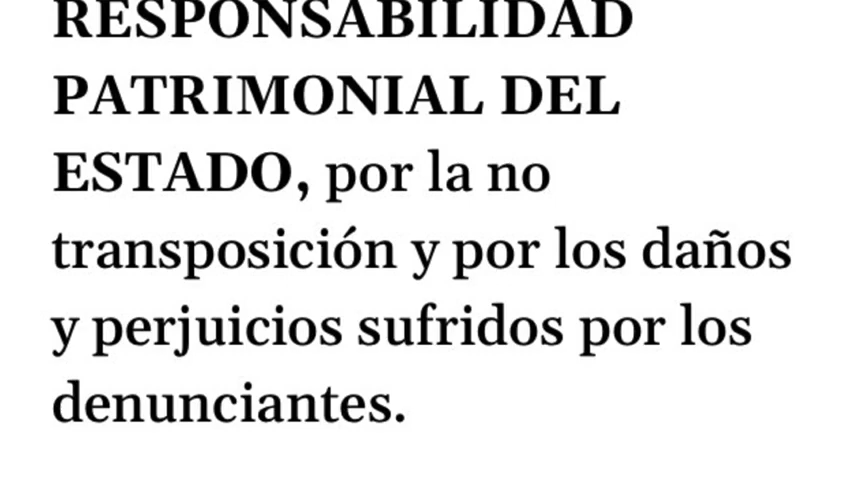 RESPONSABILIDAD
PATRIMONIAL DEL
ESTADO, por la no
transposición y por los daños
y perjuicios sufridos por los
denunciantes.